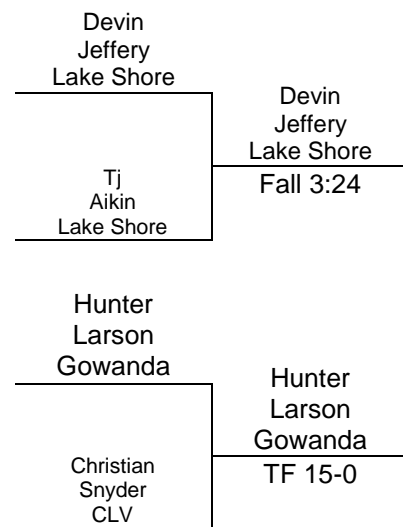 Devin
Jeffery
Lake Shore
Devin
Jeffery
Lake Shore
Fall 3:24
Tj
Aikin
Lake Shore
Hunter
Larson
Gowanda
Hunter
Larson
Gowanda
TF 15-0
Christian
Snyder
CLV